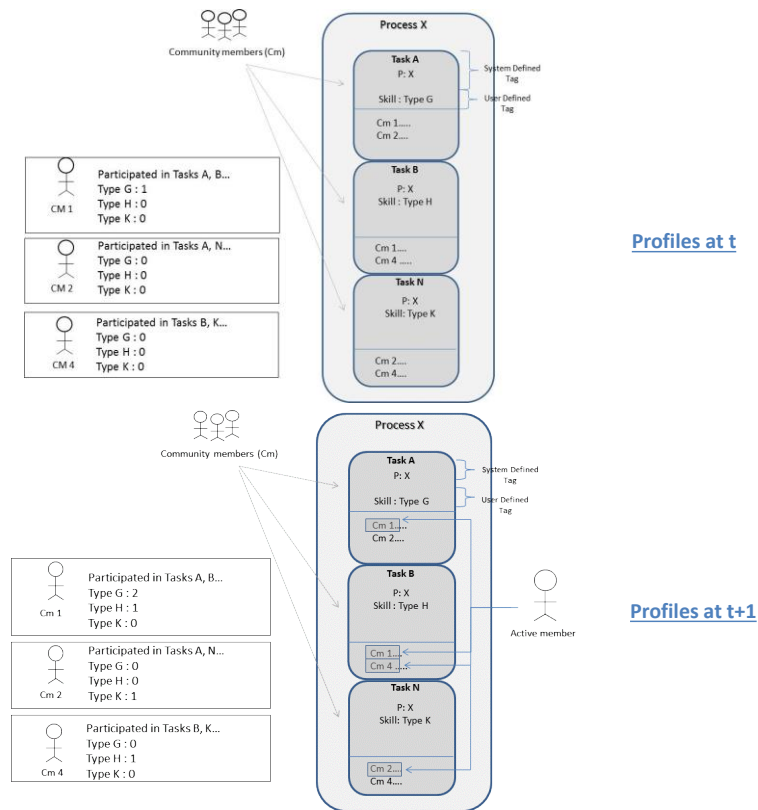 Process X
Community members (Cm)
Task A
P: X
Skill : Type G
Cm 1.....
Cm 2....
System Defined
Tag
User Defined
Tag
Task B
P: X
Skill : Type H
Cm 1....
Cm 4 .....
Task N
P: X
Skill: Type K
Cm 2....
Cm 4....
CM 1
Participated in Tasks A, B...
Type G : 1
Type H : 0
Type K : 0
CM 2
Participated in Tasks A, N...
Type G : 0
Type H : 0
Type K : 0
CM 4
Participated in Tasks B, K...
Type G : 0
Type H : 0
Type K : 0
Profiles at t
Process X
Community members (Cm)
Task A
P: X
Skill : Type G
Cm 1.....
Cm 2....
System Defined
Tag
User Defined
Tag
Task B
P: X
Skill : Type H
Cm 1....
Cm 4 .....
Task N
P: X
Skill: Type K
Cm 2....
Cm 4....
Cm 1
Participated in Tasks A, B...
Type G : 2
Type H : 1
Type K : 0
Cm 2
Participated in Tasks A, N...
Type G : 0
Type H : 0
Type K : 1
Cm 4
Participated in Tasks B, K...
Type G : 0
Type H : 1
Type K : 0
Active member
Profiles at t+1